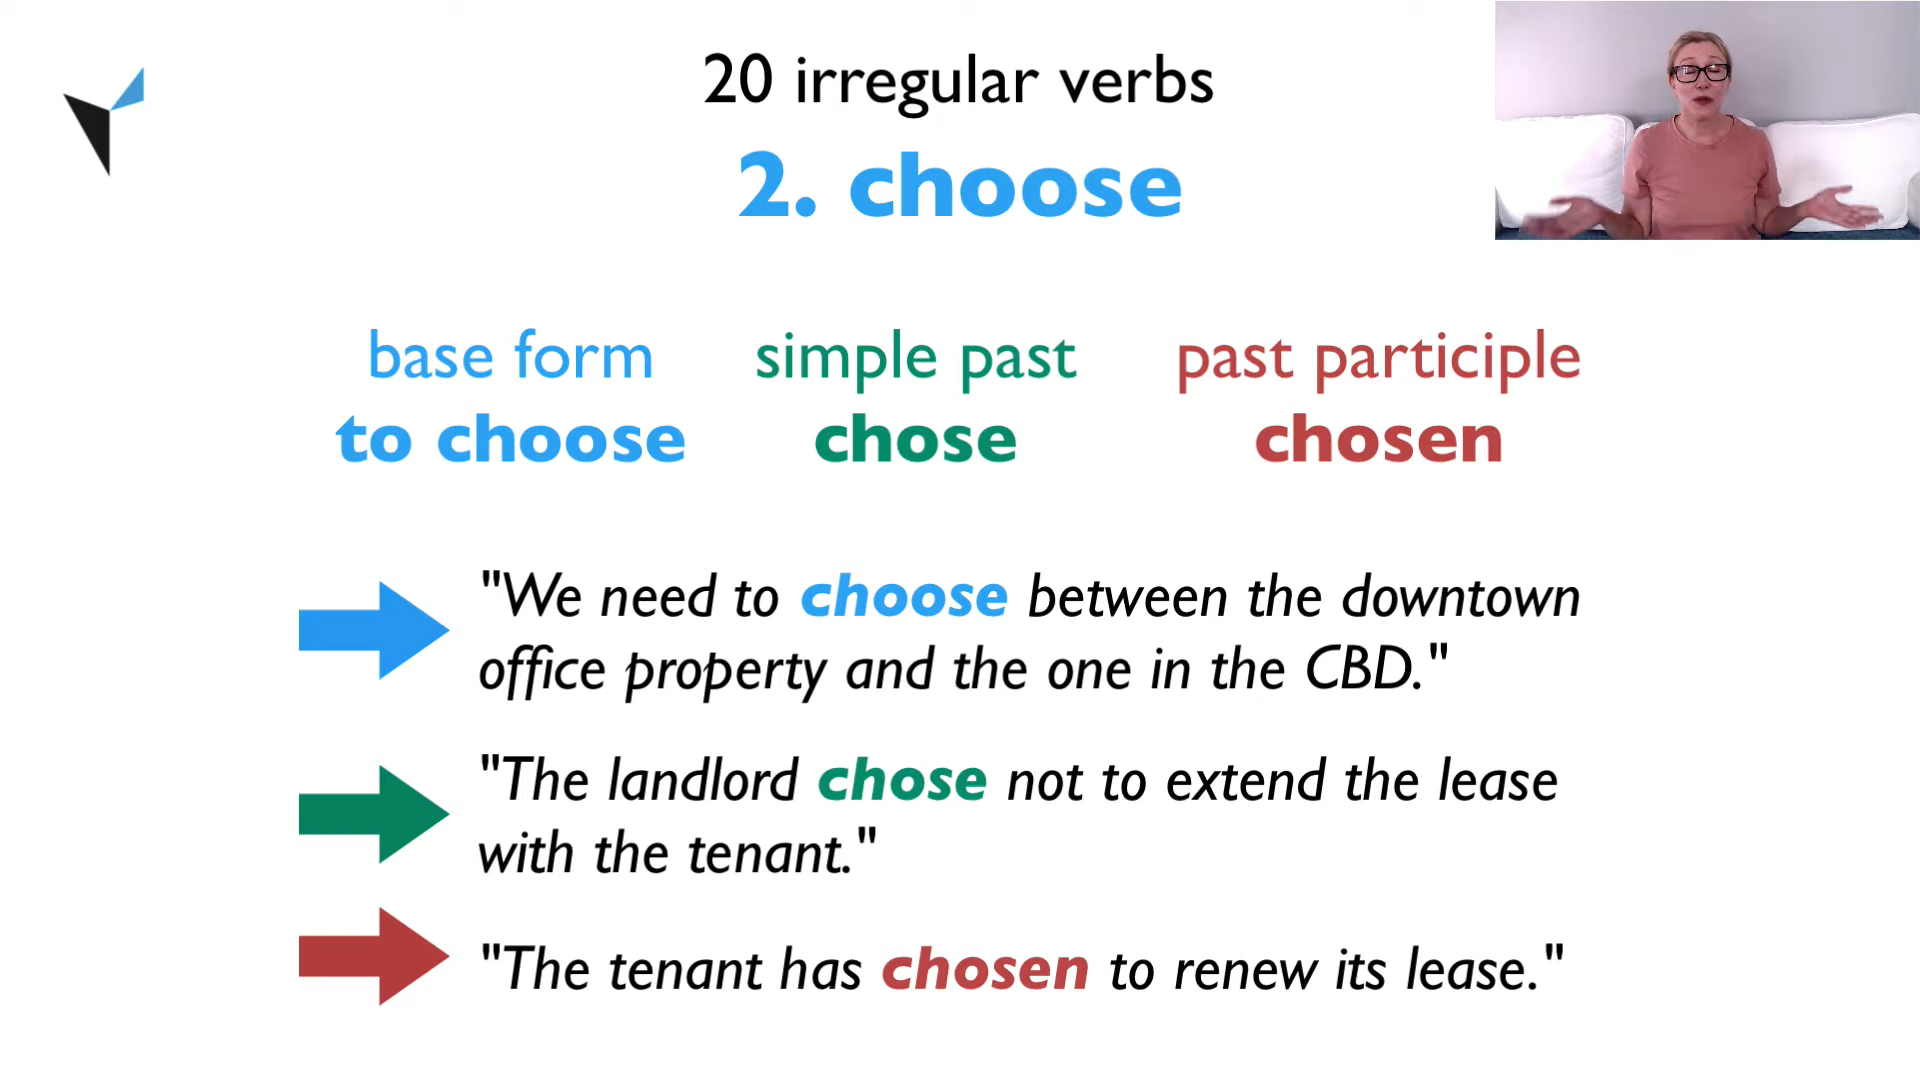 20 irregular verbs
2. choose
base form simple past past participle
to choose chose chosen
"We need to choose between the downtown
office property and the one in the CBD."
"The landlord chose not to extend the lease
with the tenant."
"The tenant has chosen to renew its lease."